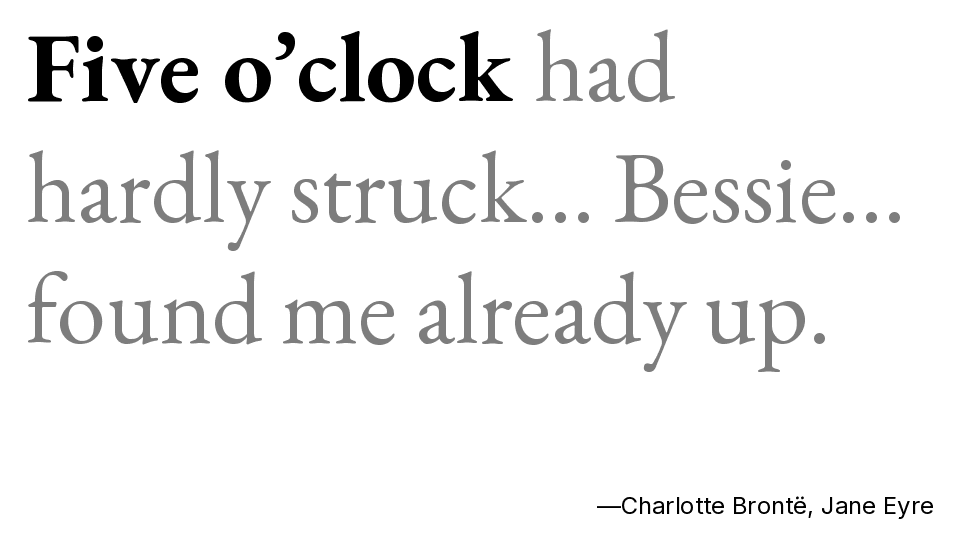 Five o’clock had
hardly struck... Bessie...
found me already up.
—Charlotte Brontë, Jane Eyre